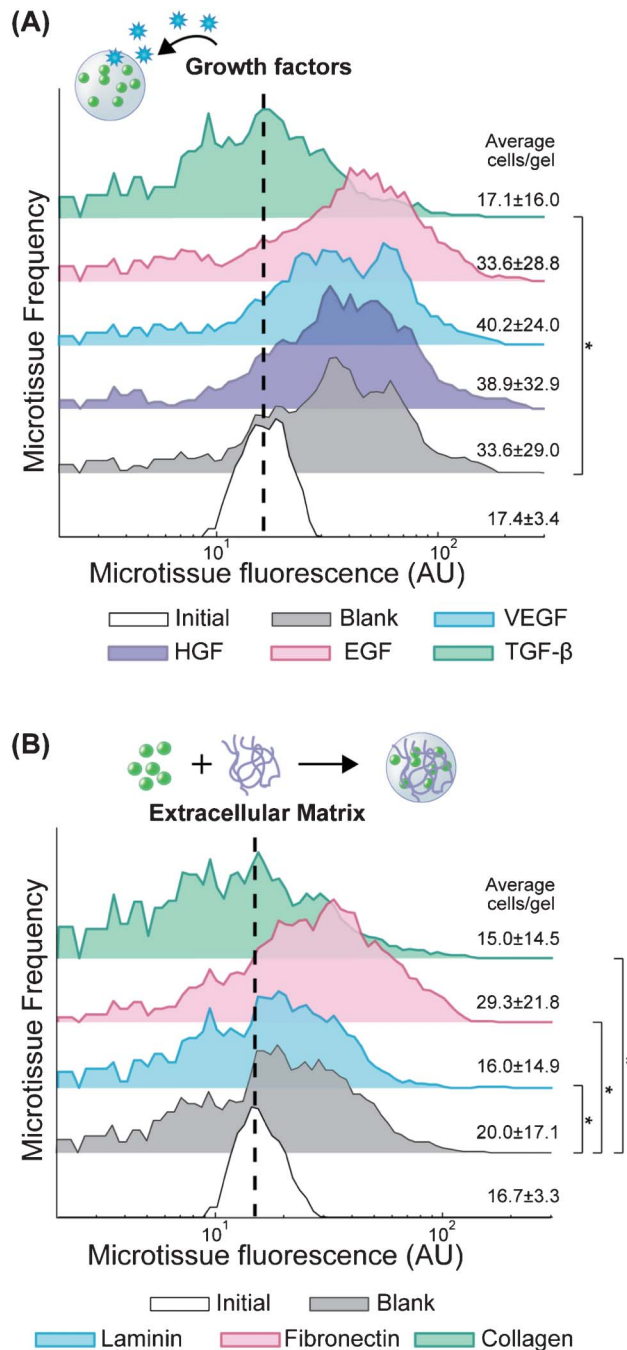 (A)
Growth factors
Microtissue Frequency
Average
cells/gel
17.1±16.0
33.6±28.8
40.2±24.0
38.9±32.9
33.6±29.0
17.4±3.4
*
10¹ 10²
Microtissue fluorescence (AU)
Initial Blank VEGF
HGF EGF TGF-β
(B)
+
Extracellular Matrix
Microtissue Frequency
Average
cells/gel
15.0±14.5
29.3±21.8
16.0±14.9
20.0±17.1
16.7±3.3
* *
10¹ 10²
Microtissue fluorescence (AU)
Initial Blank
Laminin Fibronectin Collagen